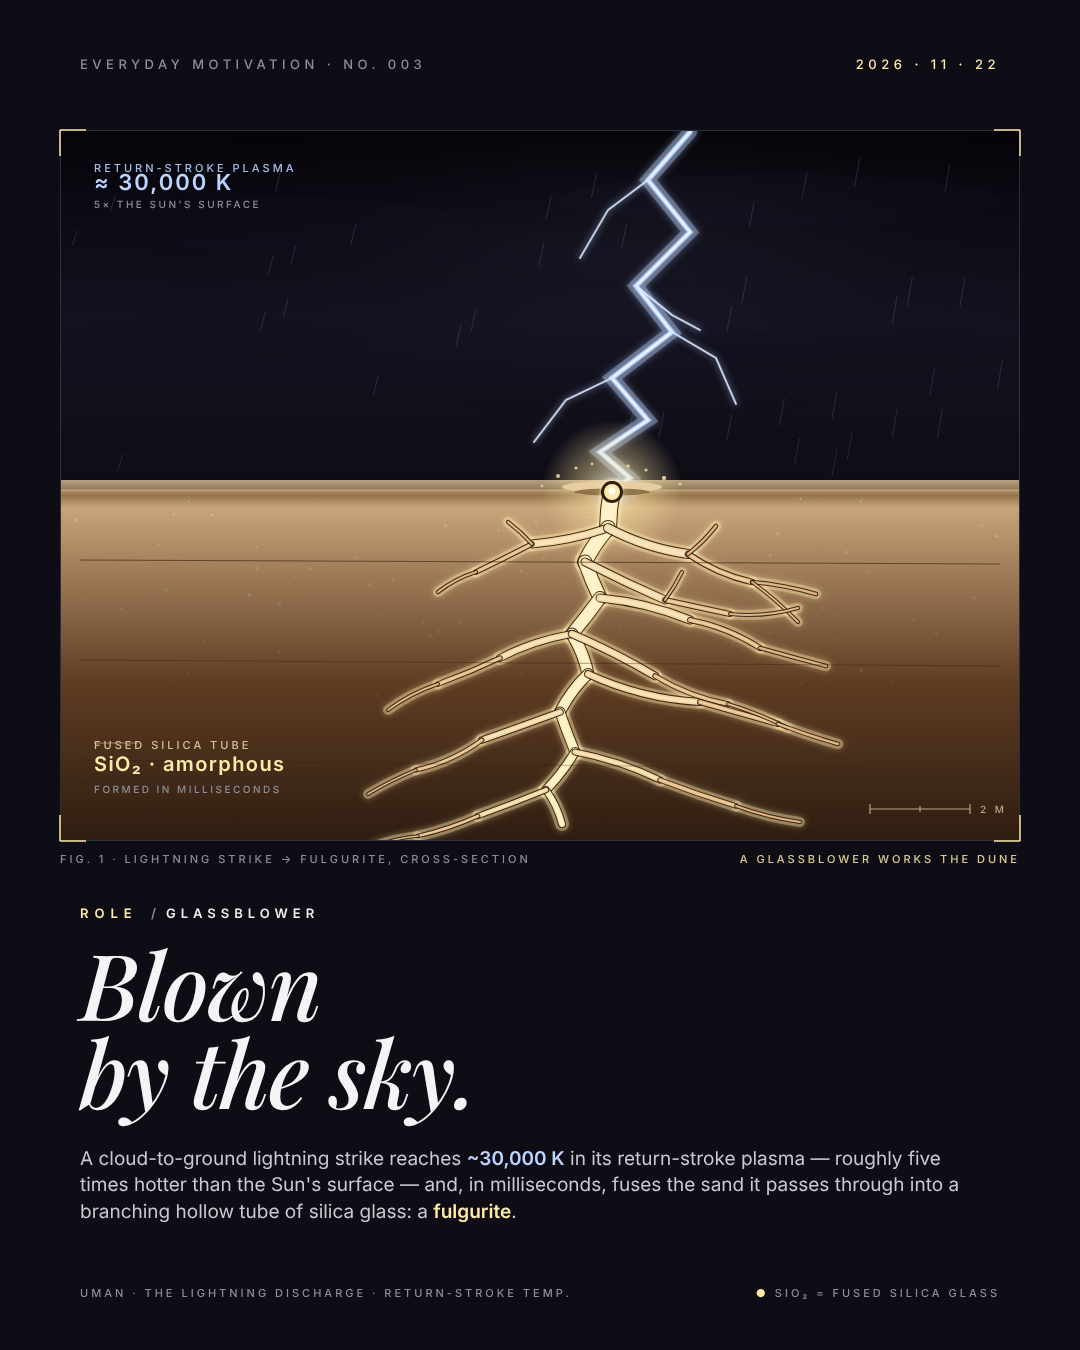 EVERYDAY MOTIVATION · NO. 003
2026 · 11 · 22
RETURN-STROKE PLASMA
≈ 30,000 K
5× THE SUN'S SURFACE
FUSED SILICA TUBE
SiO₂ · amorphous
FORMED IN MILLISECONDS
2 M
FIG. 1 · LIGHTNING STRIKE → FULGURITE, CROSS-SECTION
A GLASSBLOWER WORKS THE DUNE
ROLE / GLASSBLOWER
Blown
by the sky.
A cloud-to-ground lightning strike reaches ~30,000 K in its return-stroke plasma — roughly five
times hotter than the Sun's surface — and, in milliseconds, fuses the sand it passes through into a
branching hollow tube of silica glass: a fulgurite.
UMAN · THE LIGHTNING DISCHARGE · RETURN-STROKE TEMP.
SIO₂ = FUSED SILICA GLASS